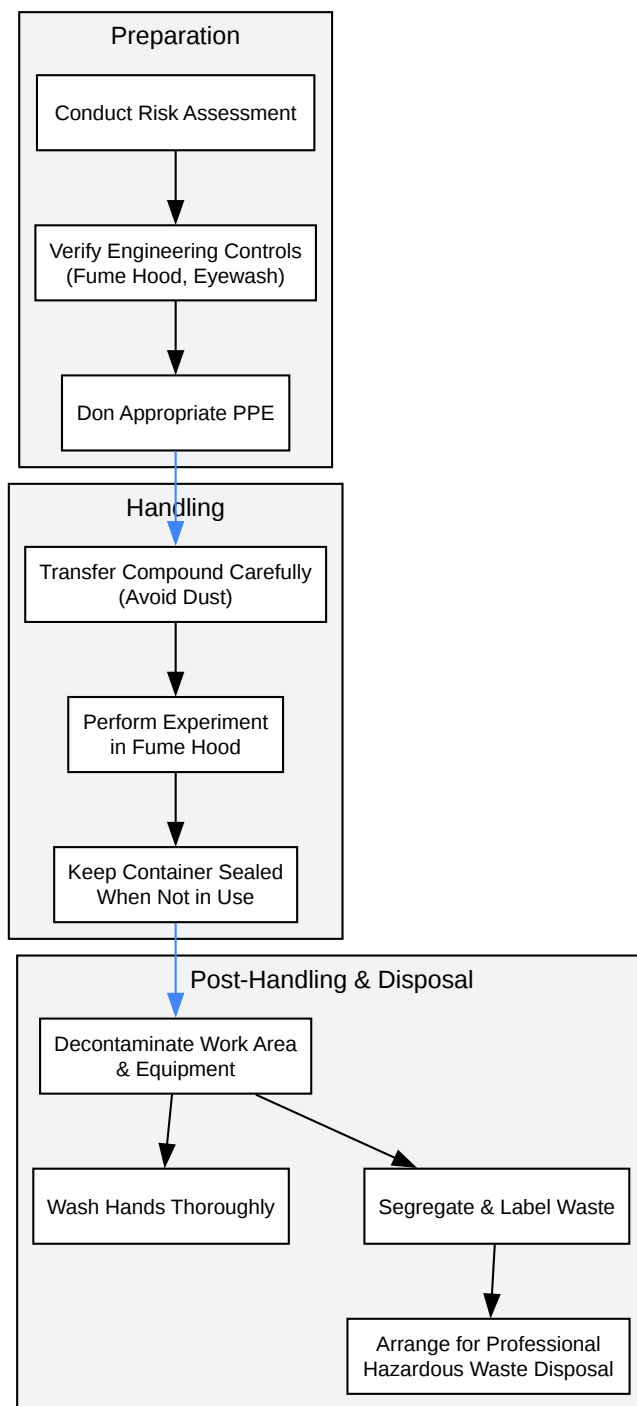 Preparation
Conduct Risk Assessment
Verify Engineering Controls
(Fume Hood, Eyewash)
Don Appropriate PPE
Handling
Transfer Compound Carefully
(Avoid Dust)
Perform Experiment
in Fume Hood
Keep Container Sealed
When Not in Use
Post-Handling & Disposal
Decontaminate Work Area
& Equipment
Wash Hands Thoroughly
Segregate & Label Waste
Arrange for Professional
Hazardous Waste Disposal